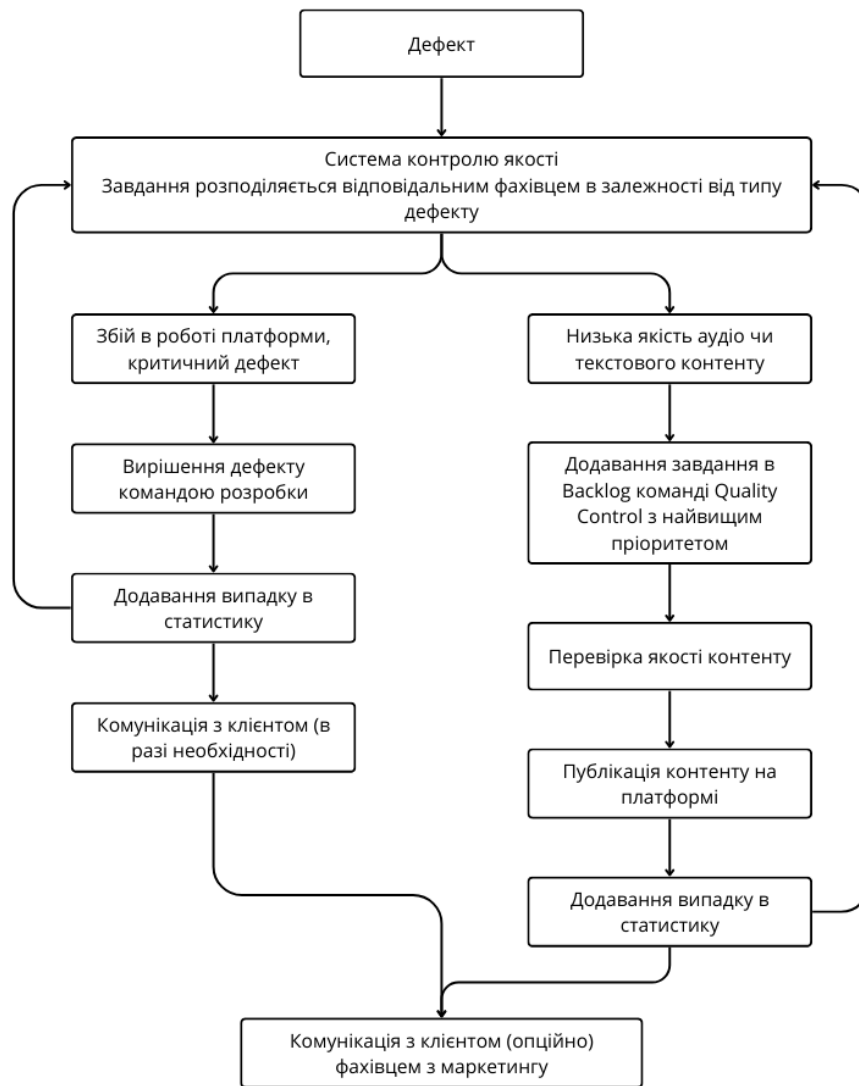 Дефект
Система контролю якості
Завдання розподіляється відповідальним фахівцем в залежності від типу
дефекту
Збій в роботі платформи,
критичний дефект
Вирішення дефекту
командою розробки
Додавання випадку в
статистику
Комунікація з клієнтом (в
разі необхідності)
Низька якість аудіо чи
текстового контенту
Додавання завдання в
Backlog команді Quality
Control з найвищим
пріоритетом
Перевірка якості контенту
Публікація контенту на
платформі
Додавання випадку в
статистику
Комунікація з клієнтом (опційно)
фахівцем з маркетингу